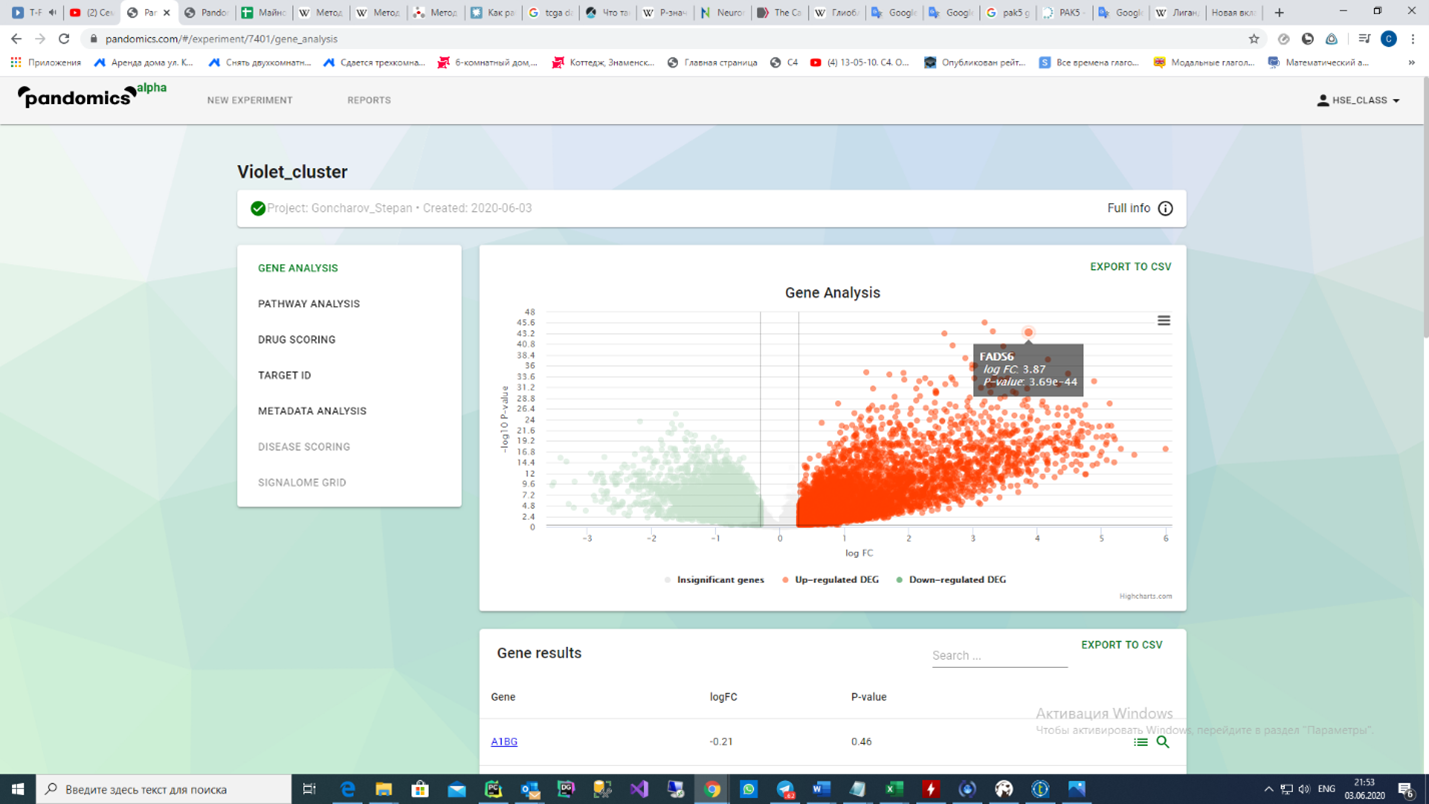 T-F
(2) Сен
Par
Pando
Майнс
Метод
Метод
Метод
Как ра
tcga da
Что та
P-знач
Neuro
The Ca
Глиоб
Google
Google
pak5 g
PAK5 -
Google
Лиган
Новая вкл
pandomics.com/#/experiment/7401/gene_analysis
C
Приложения
Аренда дома ул. К...
Снять двухкомнатн...
Сдается трехкомна...
6-комнатный дом,...
Коттедж, Знаменск...
Главная страница
C4
(4) 13-05-10. C4. О...
Опубликован рейт...
Все времена глаго...
Модальные глагол...
Математический а...
»
pandomics alpha
NEW EXPERIMENT
REPORTS
HSE_CLASS
Violet_cluster
Project: Goncharov_Stepan • Created: 2020-06-03
Full info
GENE ANALYSIS
PATHWAY ANALYSIS
DRUG SCORING
TARGET ID
METADATA ANALYSIS
DISEASE SCORING
SIGNALOME GRID
EXPORT TO CSV
Gene Analysis
48
45.6
43.2
40.8
38.4
36
33.6
31.2
28.8
26.4
24
21.6
19.2
16.8
14.4
12
9.6
7.2
4.8
2.4
0
-log10 P-value
FADS6
log FC: 3.87
P-value: 3.69e-44
-3
-2
-1
0
1
2
3
4
5
6
log FC
Insignificant genes
Up-regulated DEG
Down-regulated DEG
Highcharts.com
Gene results
Search ...
EXPORT TO CSV
Gene
logFC
P-value
A1BG
-0.21
0.46
Активация Windows
Чтобы активировать Windows, перейдите в раздел "Параметры".
Введите здесь текст для поиска
ENG
21:53
03.06.2020